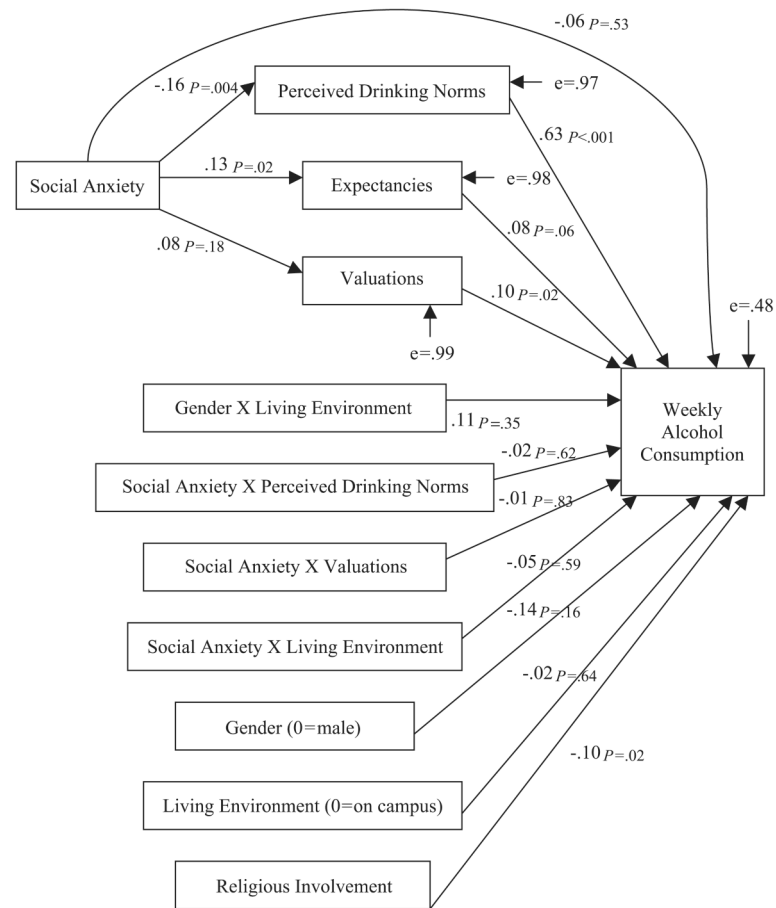 -.06 P=.53
-.16 P=.004
Perceived Drinking Norms
e=.97
.63 P<.001
Social Anxiety
.13 P=.02
Expectancies
e=.98
.08 P=.06
.08 P=.18
Valuations
.10 P=.02
e=.99
e=.48
Gender X Living Environment
.11 P=.35
Weekly
Alcohol
Consumption
-.02 P=.62
Social Anxiety X Perceived Drinking Norms
-.01 P=.83
Social Anxiety X Valuations
-.05 P=.59
Social Anxiety X Living Environment
-.14 P=.16
Gender (0=male)
-.02 P=.64
Living Environment (0=on campus)
-.10 P=.02
Religious Involvement